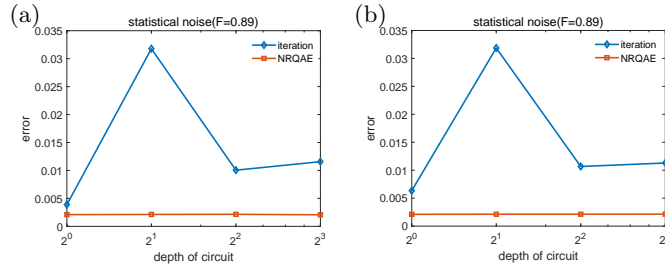 (a)
statistical noise(F=0.89)
0.035
0.03
0.025
0.02
0.015
0.01
0.005
0
error
iteration
NRQAE
2^0
2^1
2^2
2^3
depth of circuit
(b)
statistical noise(F=0.89)
0.035
0.03
0.025
0.02
0.015
0.01
0.005
0
error
iteration
NRQAE
2^0
2^1
2^2
depth of circuit